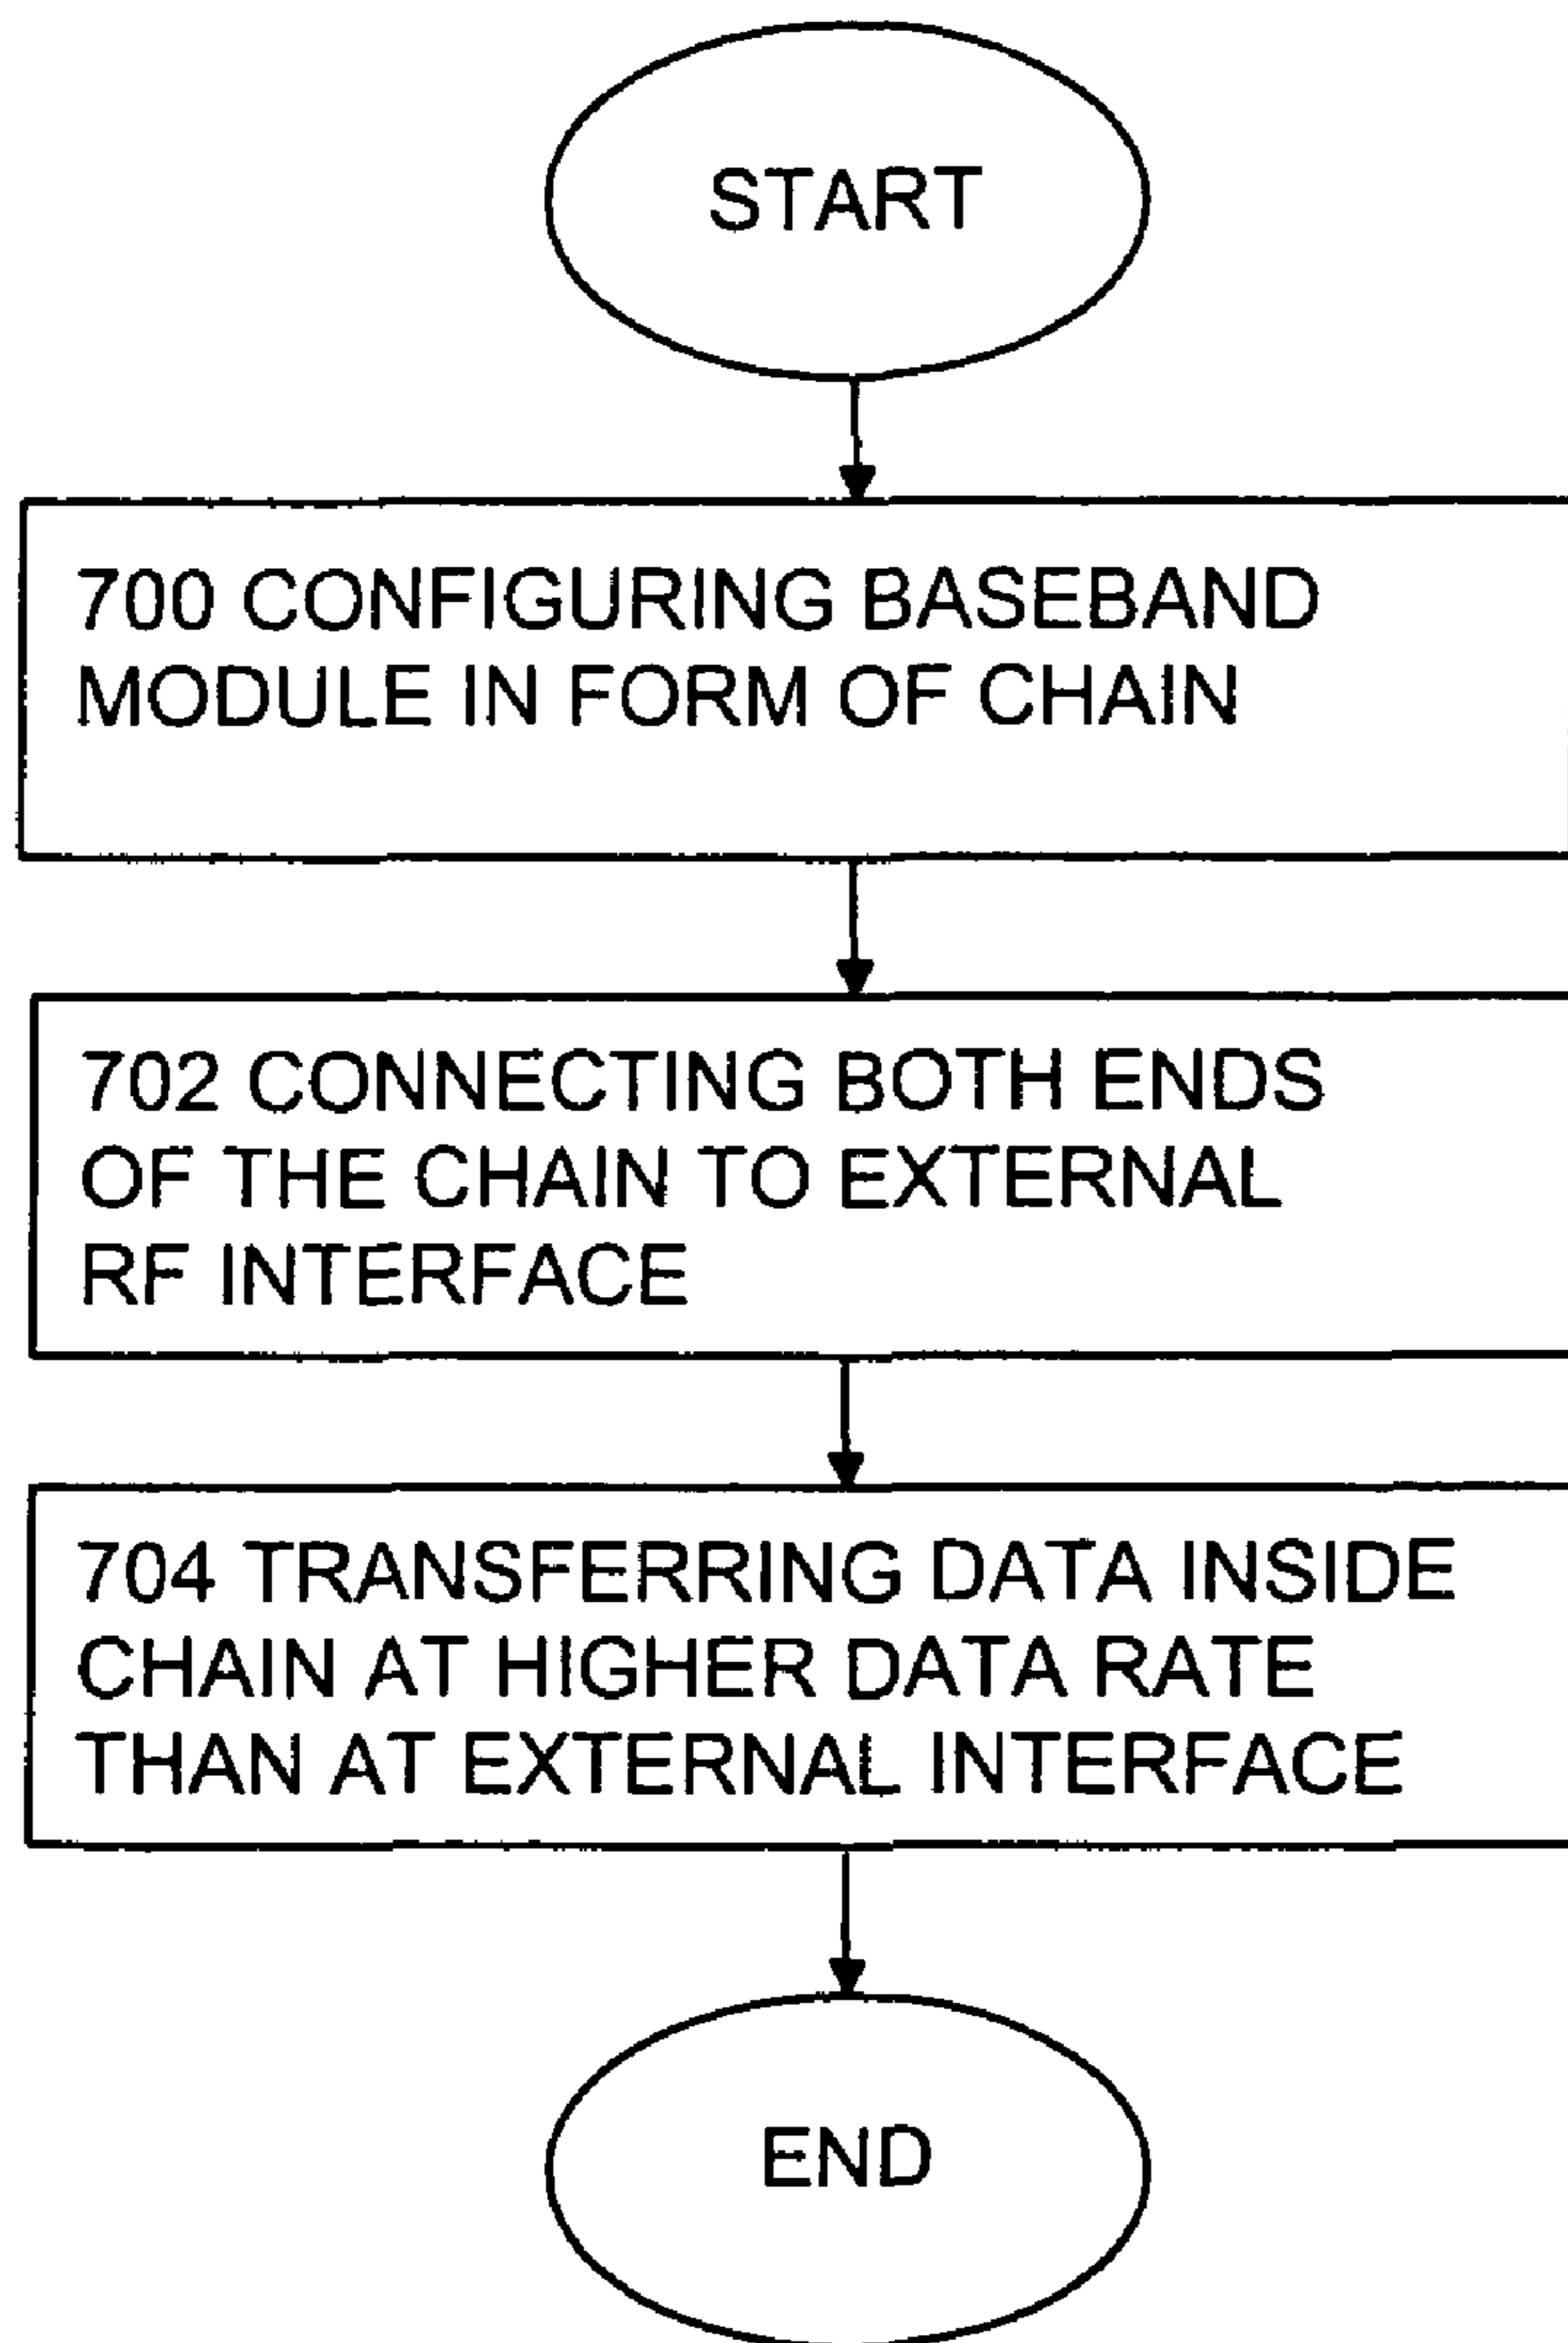 START
700 CONFIGURING BASEBAND
MODULE IN FORM OF CHAIN
702 CONNECTING BOTH ENDS
OF THE CHAIN TO EXTERNAL
RF INTERFACE
704 TRANSFERRING DATA INSIDE
CHAIN AT HIGHER DATA RATE
THAN AT EXTERNAL INTERFACE
END